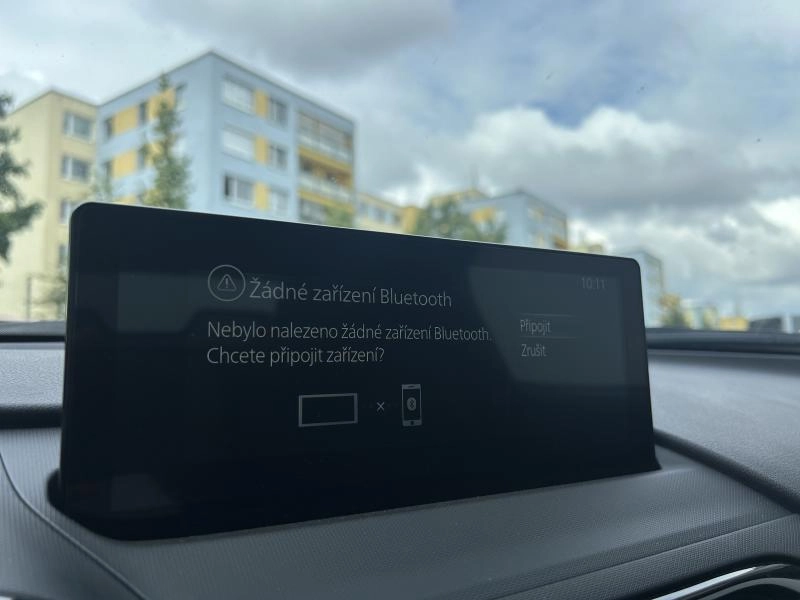 10:11
Žádné zařízení Bluetooth
Nebylo nalezeno žádné zařízení Bluetooth.
Chcete připojit zařízení?
Připojit
Zrušit